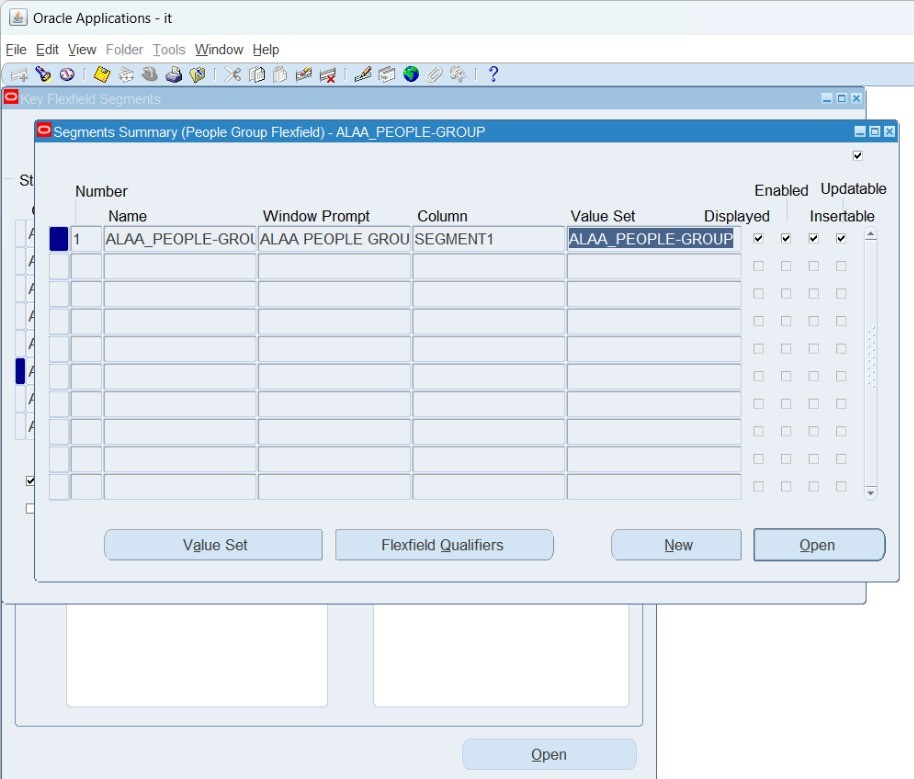 Oracle Applications - it
File Edit View Folder Tools Window Help
Key Flexfield Segments
Segments Summary (People Group Flexfield) - ALAA_PEOPLE-GROUP
St
Number
Enabled Updatable
Name Window Prompt Column Value Set Displayed Insertable
1 ALAA_PEOPLE-GROU ALAA PEOPLE GROU SEGMENT1 ALAA_PEOPLE-GROUP
Value Set Flexfield Qualifiers New Open
Open